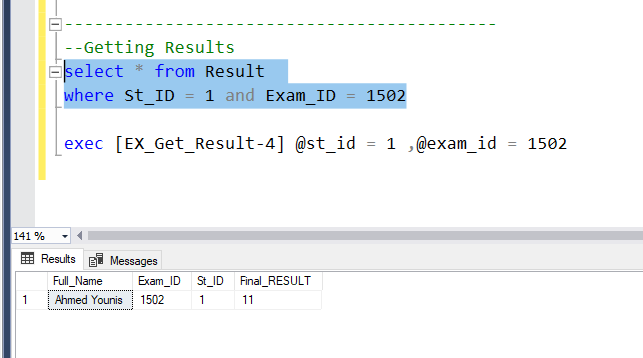 -----------------------------------------
--Getting Results
select * from Result
where St_ID = 1 and Exam_ID = 1502
exec [EX_Get_Result-4] @st_id = 1 ,@exam_id = 1502
141 %
Results Messages
Full_Name Exam_ID St_ID Final_RESULT
1 Ahmed Younis 1502 1 11